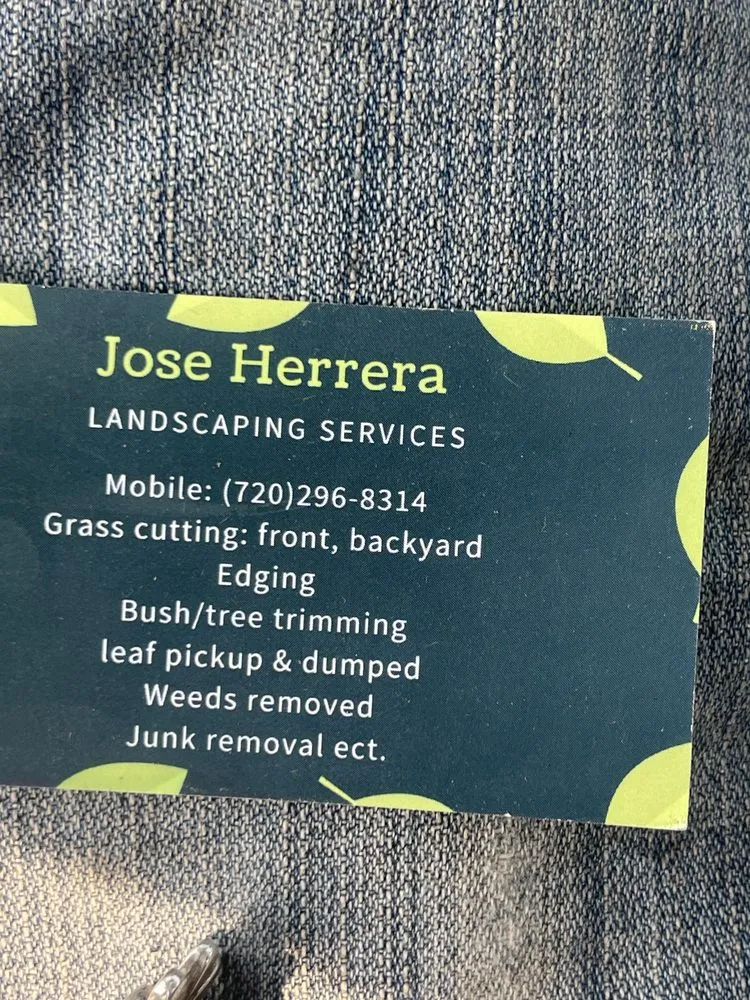 Jose Herrera
LANDSCAPING SERVICES
Mobile: (720)296-8314
Grass cutting: front, backyard
Edging
Bush/tree trimming
leaf pickup & dumped
Weeds removed
Junk removal ect.